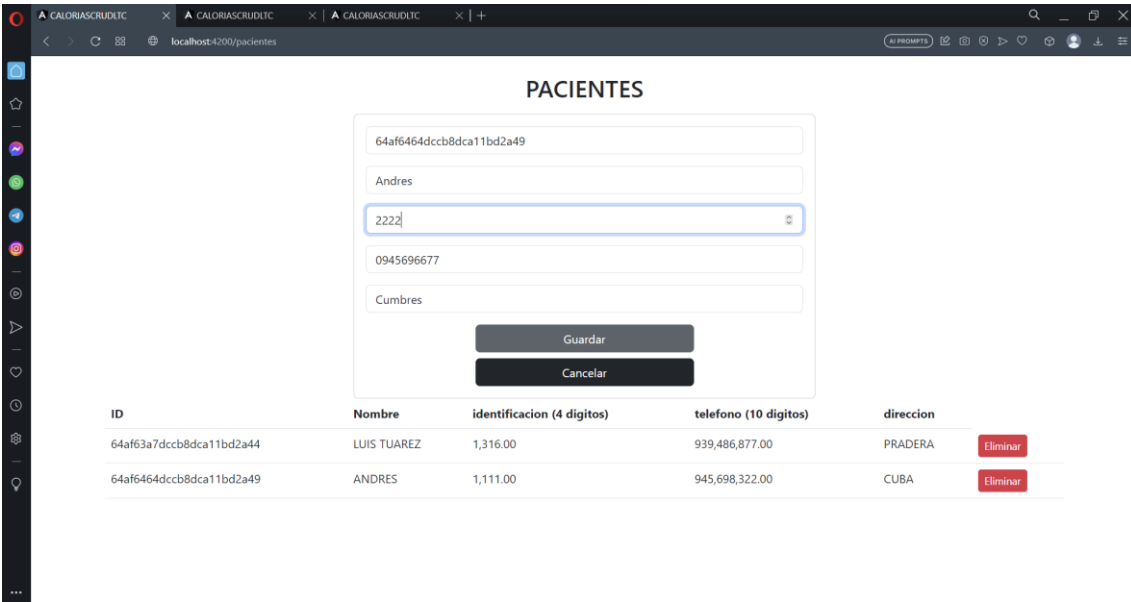 A CALORIASCRUDLTC A CALORIASCRUDLTC A CALORIASCRUDLTC
localhost:4200/pacientes AI PROMPTS
PACIENTES
64af6464dccb8dca11bd2a49
Andres
2222
0945696677
Cumbres
Guardar
Cancelar
ID Nombre identificacion (4 digitos) telefono (10 digitos) direccion
64af63a7dccb8dca11bd2a44 LUIS TUAREZ 1,316.00 939,486,877.00 PRADERA Eliminar
64af6464dccb8dca11bd2a49 ANDRES 1,111.00 945,698,322.00 CUBA Eliminar